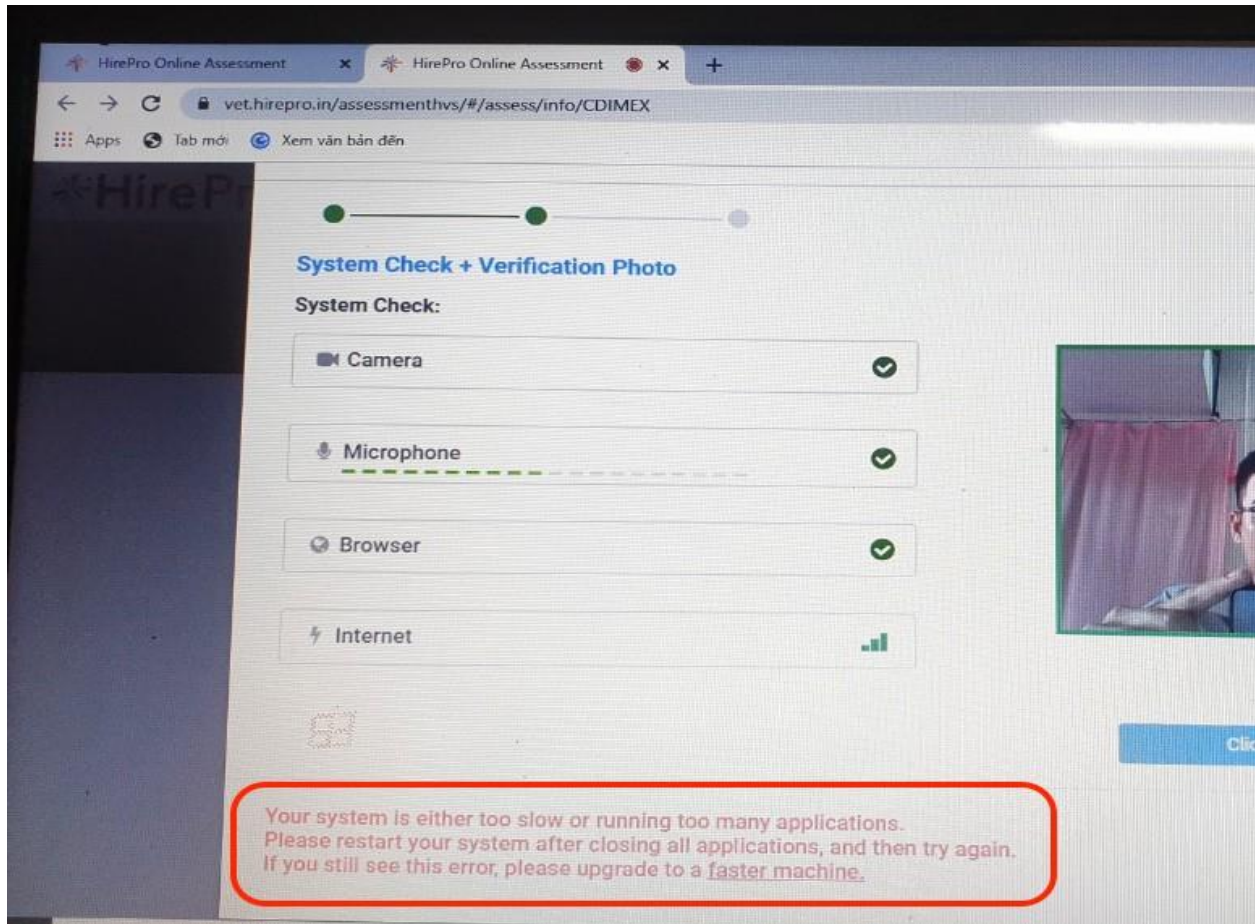 HirePro Online Assessment
HirePro Online Assessment
vet.hirepro.in/assessmenthvs/#/assess/info/CDIMEX
Apps Tab mới Xem văn bản đến
HirePr
System Check + Verification Photo
System Check:
Camera
Microphone
Browser
Internet
Your system is either too slow or running too many applications.
Please restart your system after closing all applications, and then try again.
If you still see this error, please upgrade to a faster machine.